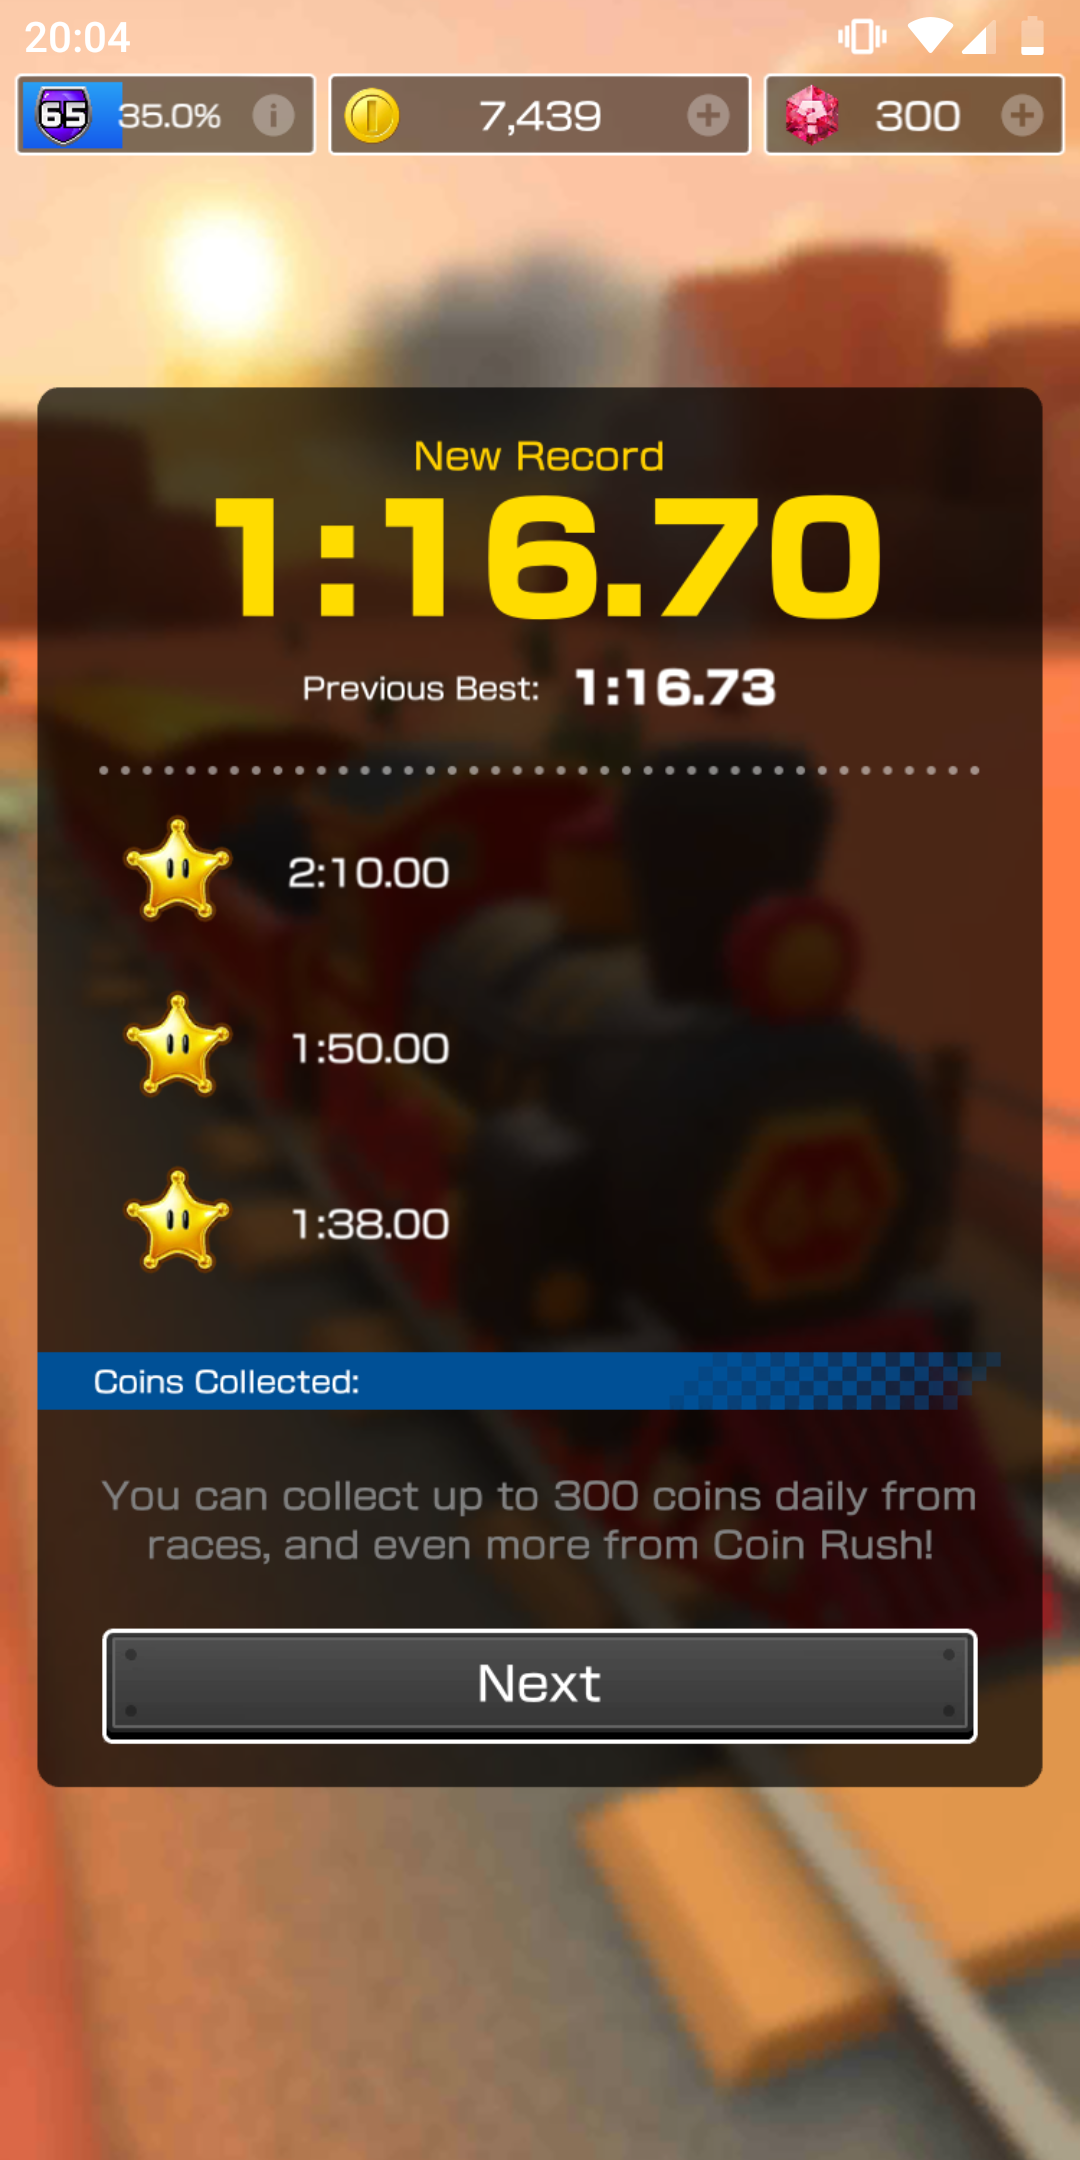 20:04
65 35.0% i 7,439 + 300 +
New Record
1:16.70
Previous Best: 1:16.73
2:10.00
1:50.00
1:38.00
Coins Collected:
You can collect up to 300 coins daily from
races, and even more from Coin Rush!
Next